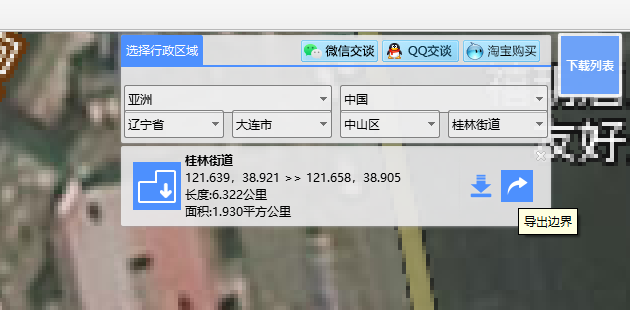 选择行政区域 微信交谈 QQ交谈 淘宝购买
下载列表
亚洲 中国
辽宁省 大连市 中山区 桂林街道
友好
桂林街道
121.639, 38.921 >> 121.658, 38.905
长度:6.322公里
面积:1.930平方公里
导出边界